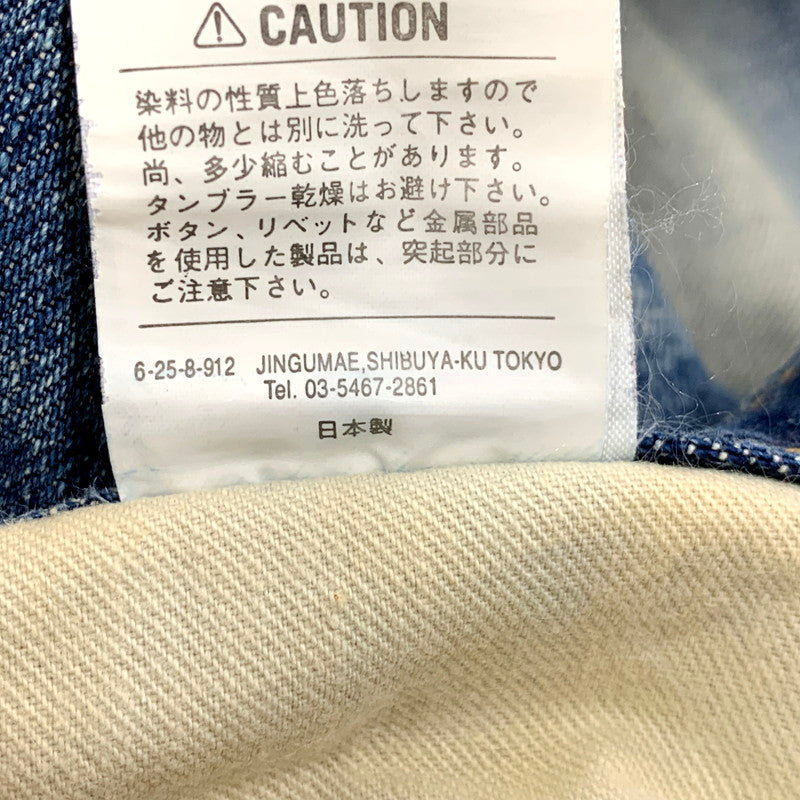 ⚠ CAUTION
染料の性質上色落ちしますので
他の物とは別に洗って下さい。
尚、多少縮むことがあります。
タンブラー乾燥はお避け下さい。
ボタン、リベットなど金属部品
を使用した製品は、突起部分に
ご注意下さい。
6-25-8-912 JINGUMAE,SHIBUYA-KU TOKYO
Tel. 03-5467-2861
日本製